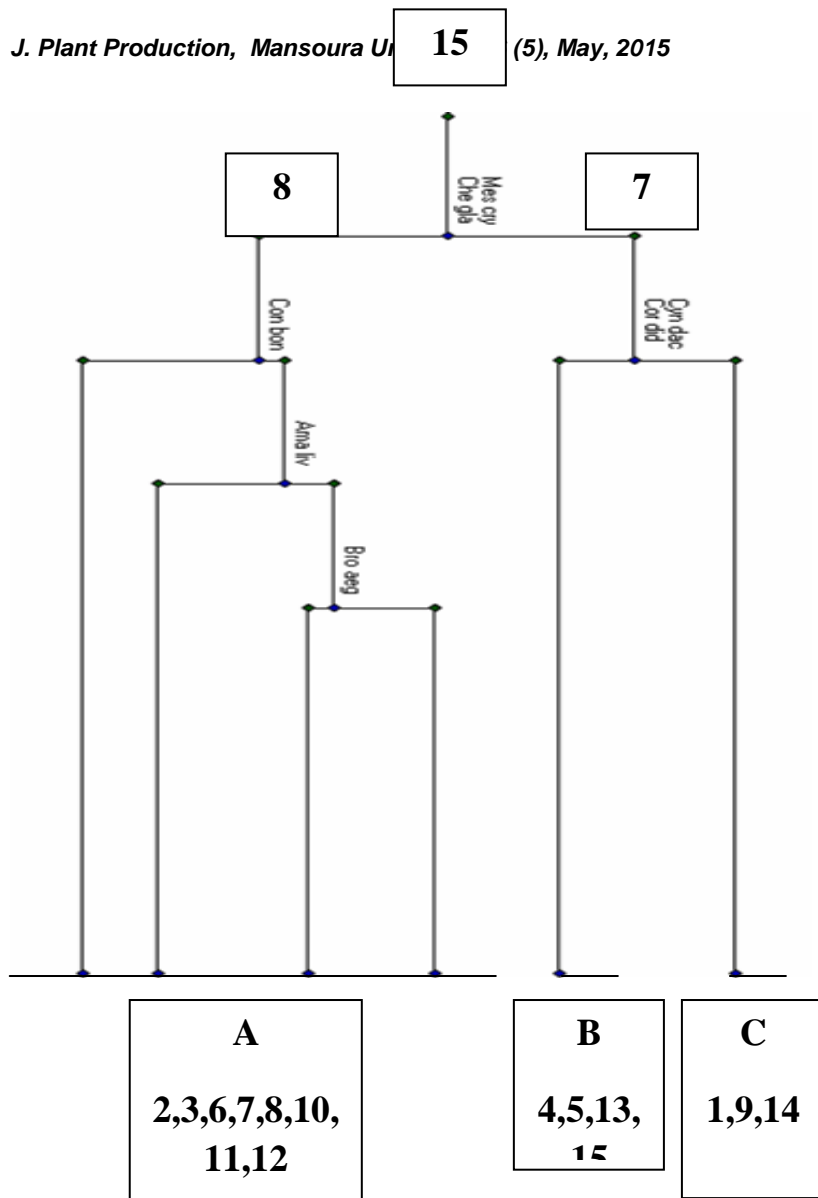 J. Plant Production, Mansoura (5), May, 2015
15
8
7
Mes cry
Che gla
Con bon
Cyn dac
Cor did
Ama liv
Bro aeg
A
2,3,6,7,8,10,
11,12
B
4,5,13,
15
C
1,9,14